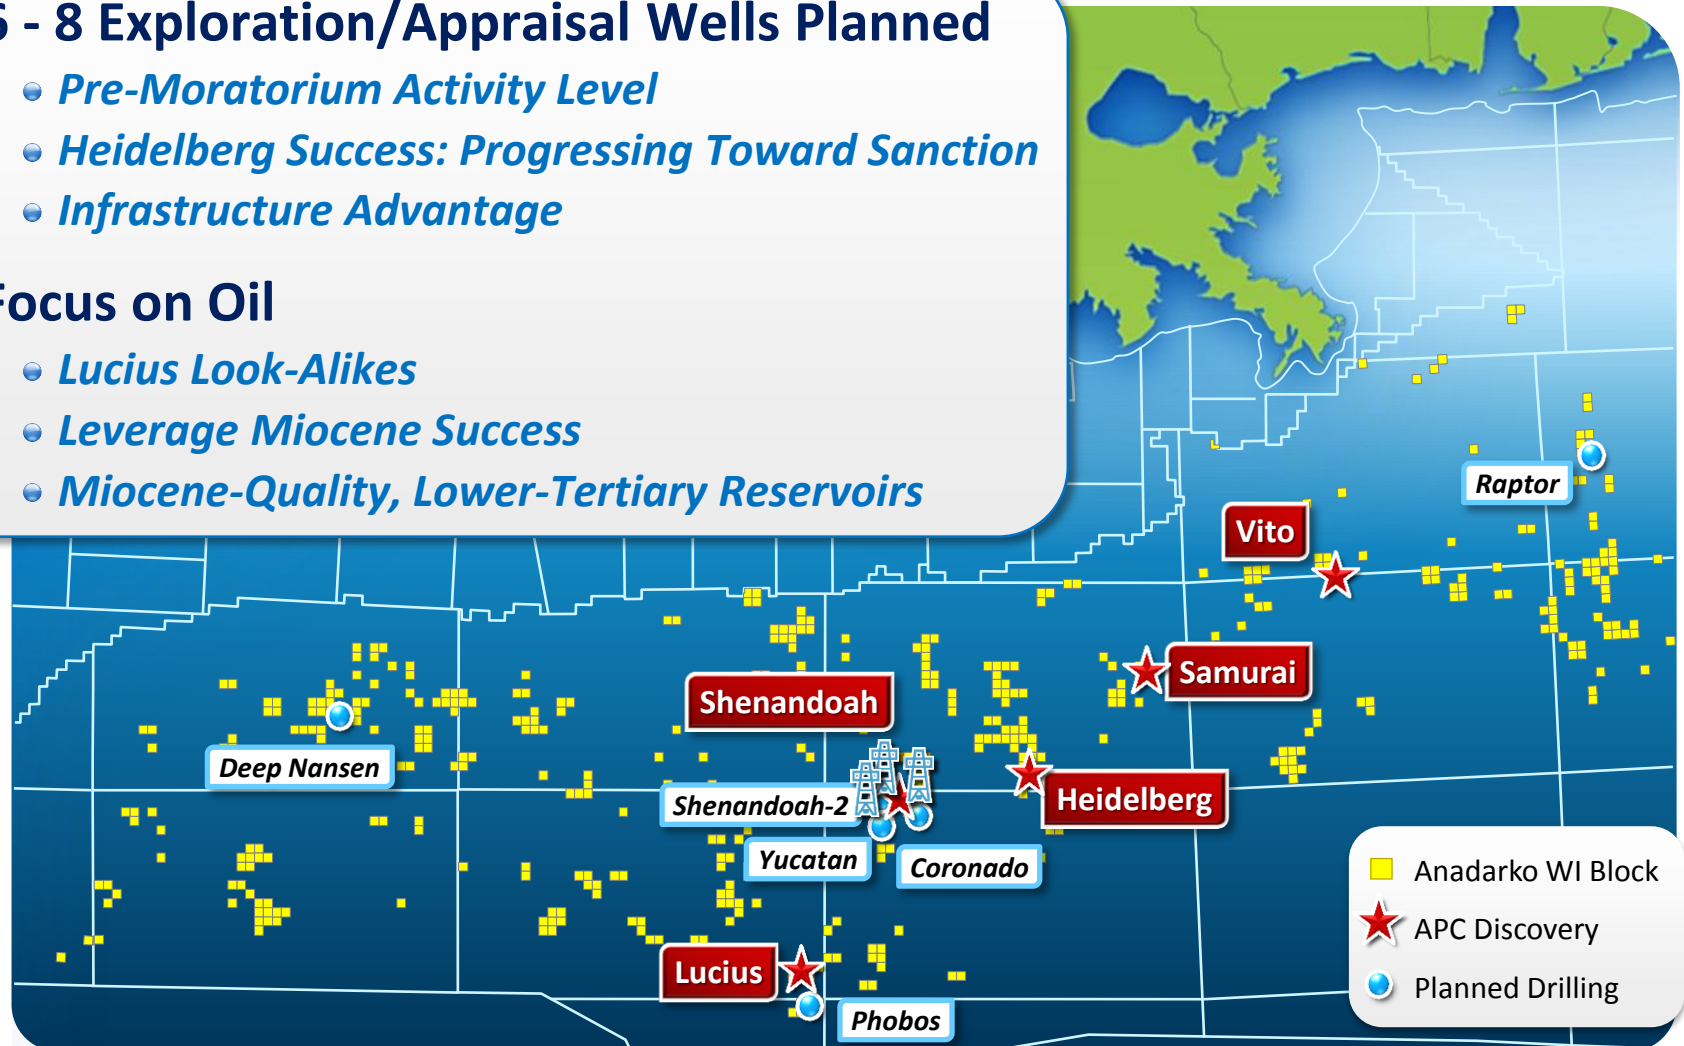 - 8 Exploration/Appraisal Wells Planned
Pre-Moratorium Activity Level
Heidelberg Success: Progressing Toward Sanction
Infrastructure Advantage
Focus on Oil
Lucius Look-Alikes
Leverage Miocene Success
Miocene-Quality, Lower-Tertiary Reservoirs
Raptor
Vito
Samurai
Shenandoah
Deep Nansen
Shenandoah-2
Heidelberg
Yucatan
Coronado
Lucius
Phobos
Anadarko WI Block
APC Discovery
Planned Drilling